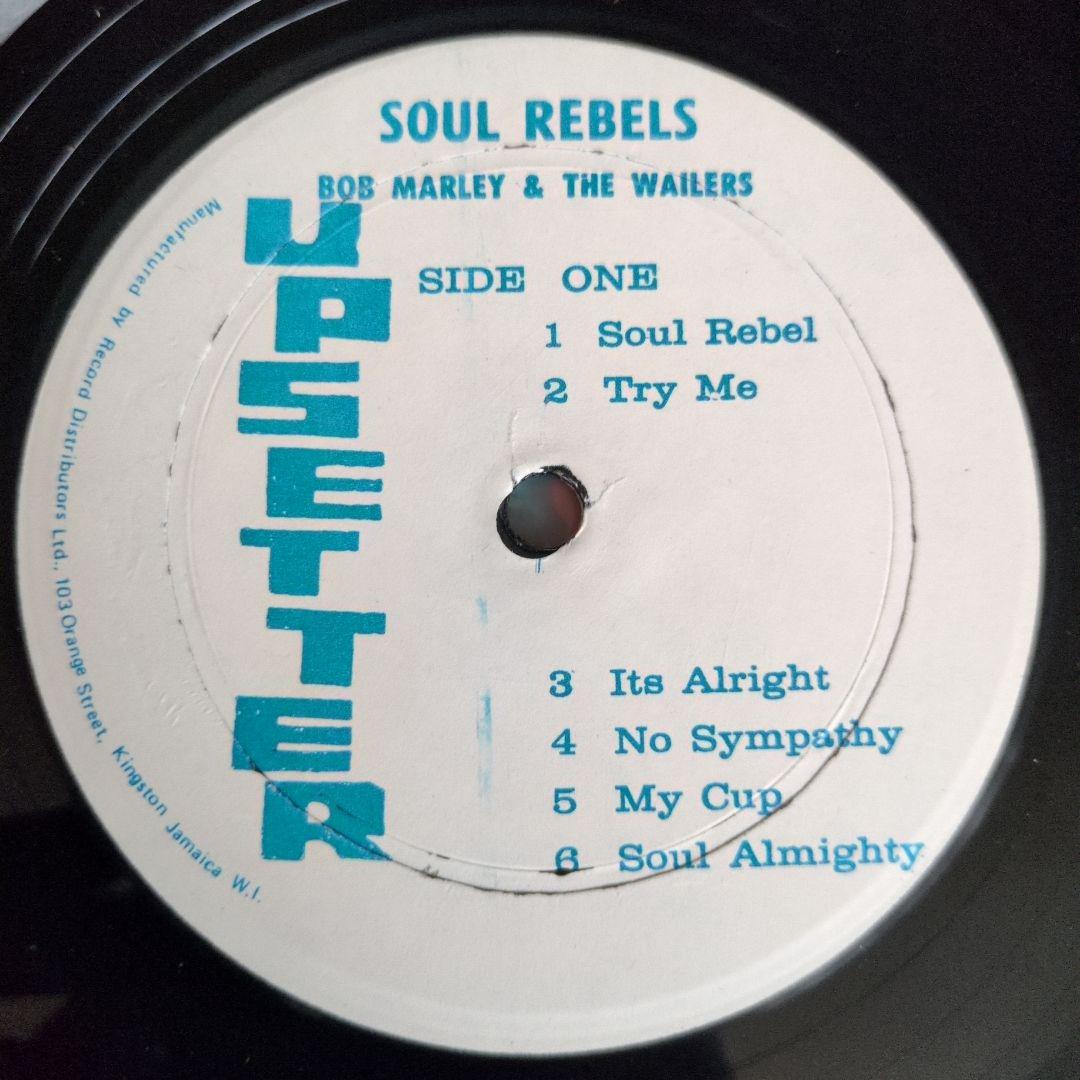 SOUL REBELS
BOB MARLEY & THE WAILERS
UPSETTER
SIDE ONE
1 Soul Rebel
2 Try Me
3 Its Alright
4 No Sympathy
5 My Cup
6 Soul Almighty
Manufactured by Record Distributors Ltd., 103 Orange Street, Kingston Jamaica W.I.